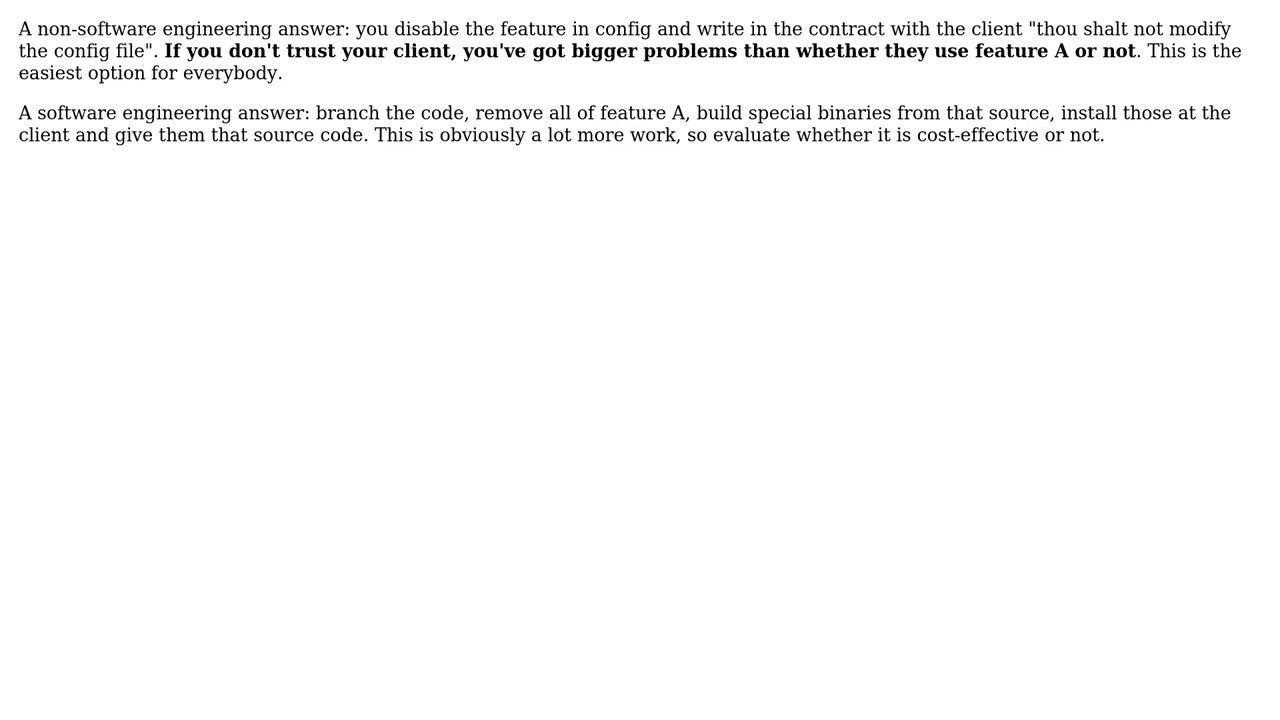 A non-software engineering answer: you disable the feature in config and write in the contract with the client "thou shalt not modify
the config file". If you don't trust your client, you've got bigger problems than whether they use feature A or not. This is the
easiest option for everybody.
A software engineering answer: branch the code, remove all of feature A, build special binaries from that source, install those at the
client and give them that source code. This is obviously a lot more work, so evaluate whether it is cost-effective or not.